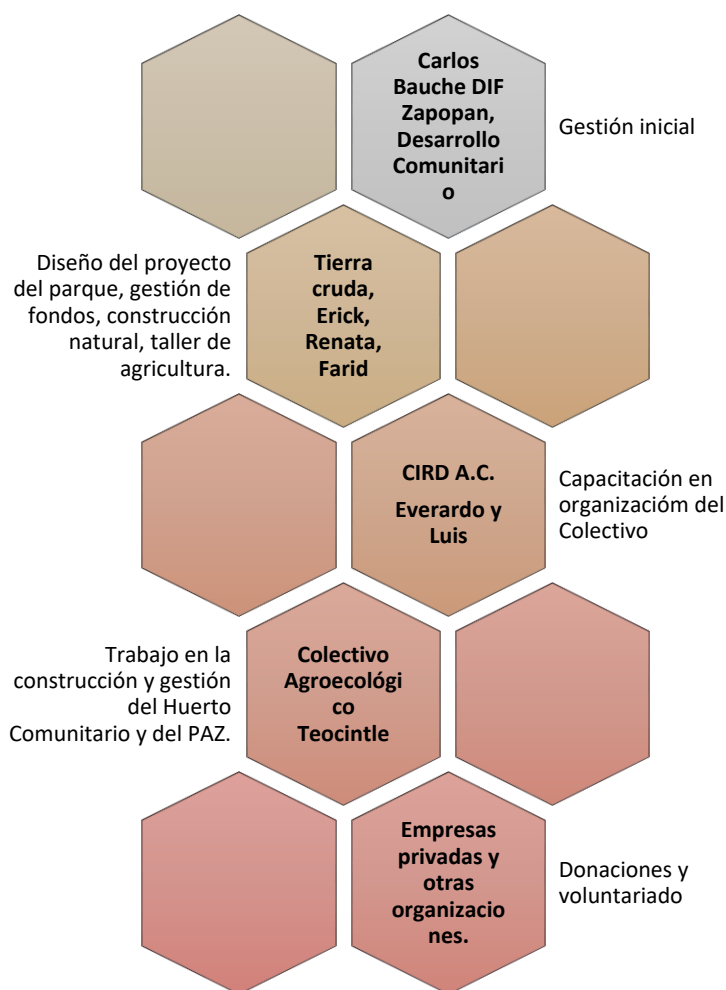 Carlos
Bauche DIF
Zapopan,
Desarrollo
Comunitari
o
Gestión inicial
Diseño del proyecto
del parque, gestión de
fondos, construcción
natural, taller de
agricultura.
Tierra
cruda,
Erick,
Renata,
Farid
CIRD A.C.
Everardo y
Luis
Capacitación en
organizacióm del
Colectivo
Trabajo en la
construcción y gestión
del Huerto
Comunitario y del PAZ.
Colectivo
Agroecológi
co
Teocintle
Empresas
privadas y
otras
organizacio
nes.
Donaciones y
voluntariado